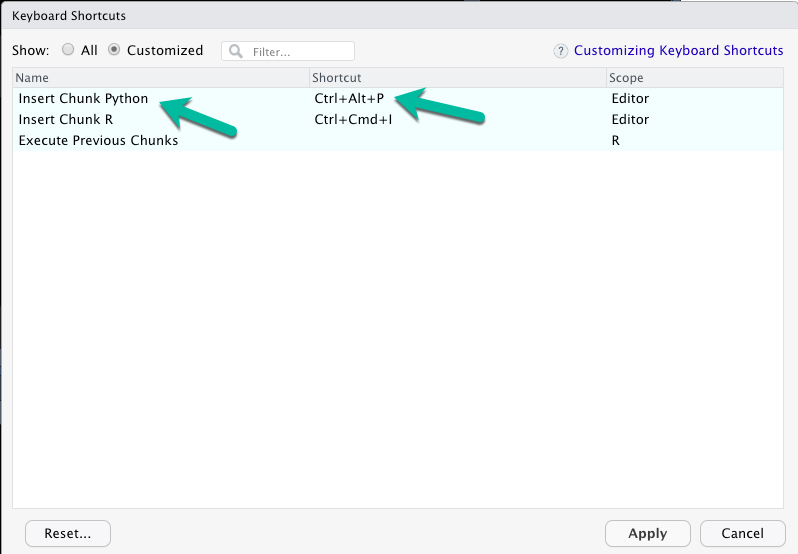 Keyboard Shortcuts
Show: All Customized Filter... ? Customizing Keyboard Shortcuts
Name Shortcut Scope
Insert Chunk Python Ctrl+Alt+P Editor
Insert Chunk R Ctrl+Cmd+I Editor
Execute Previous Chunks R
Reset... Apply Cancel